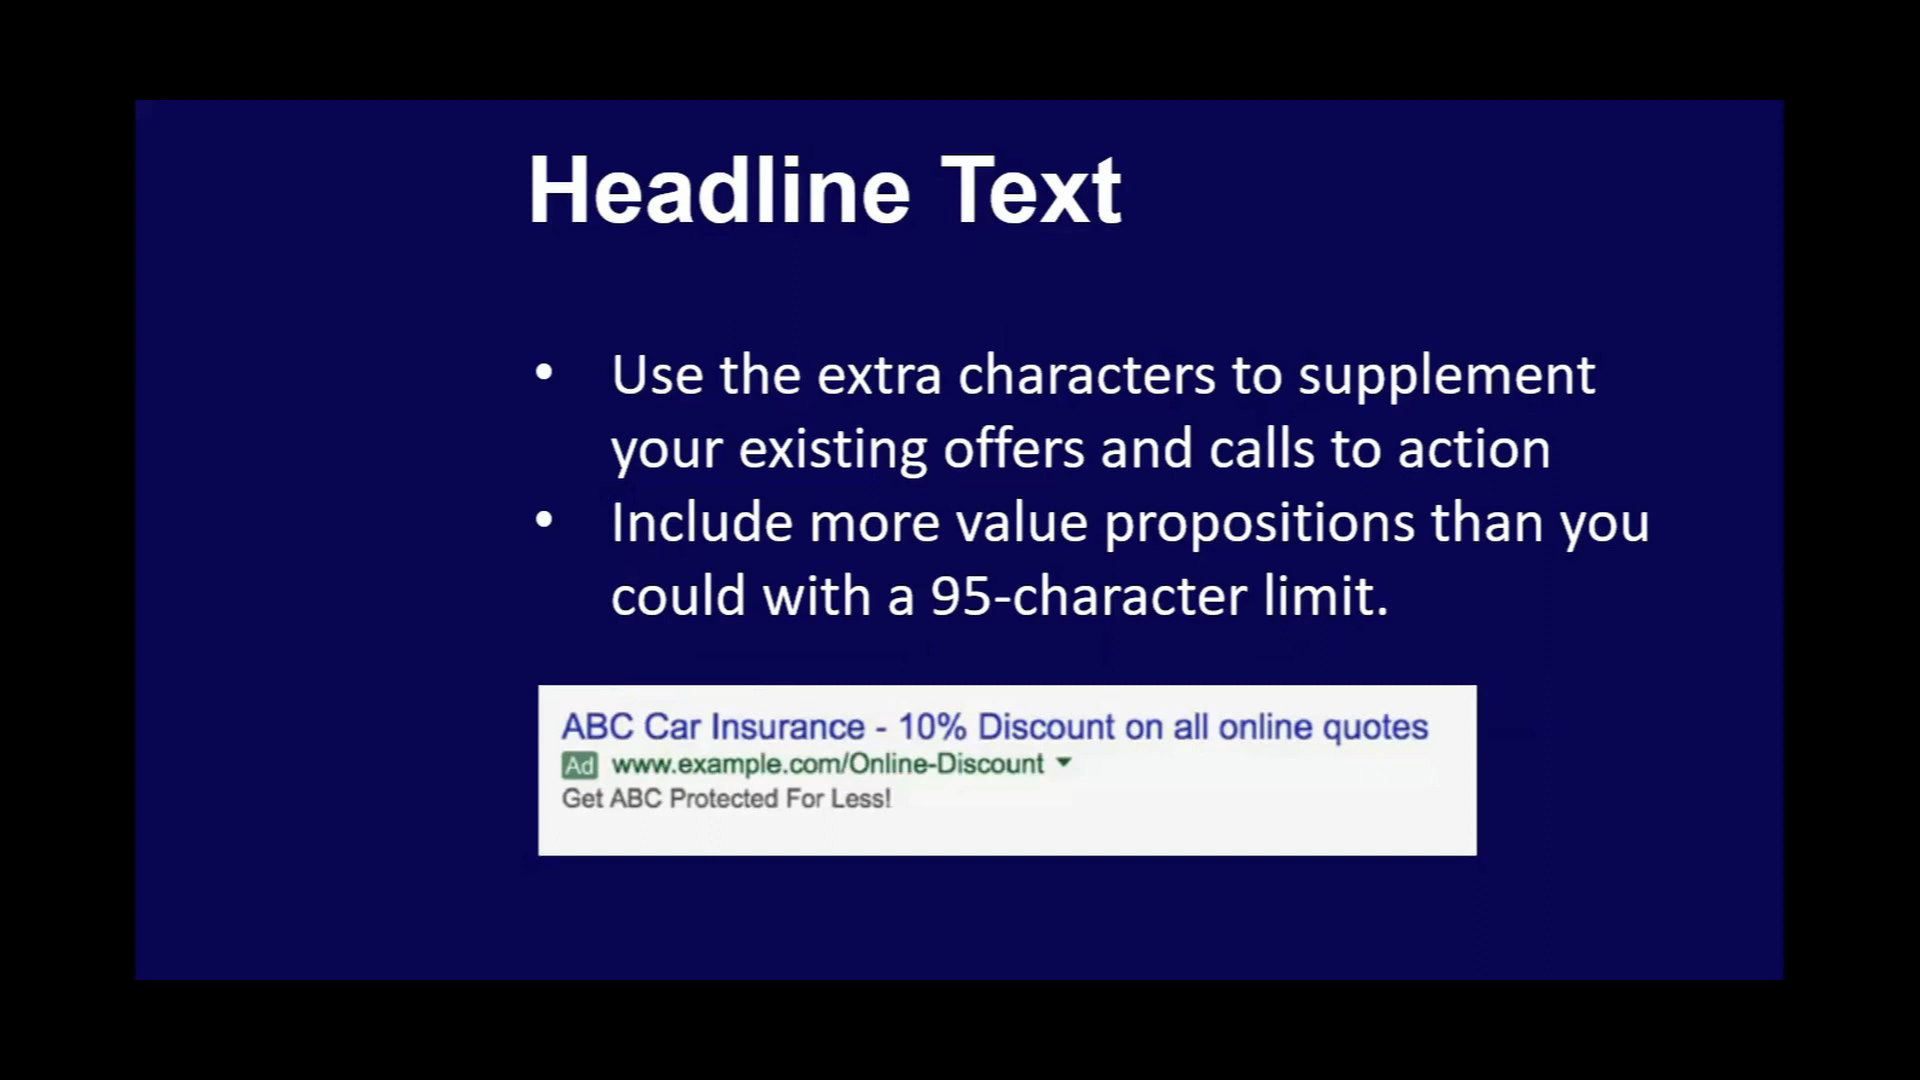 Headline Text
• Use the extra characters to supplement
your existing offers and calls to action
• Include more value propositions than you
could with a 95-character limit.
ABC Car Insurance - 10% Discount on all online quotes
Ad www.example.com/Online-Discount
Get ABC Protected For Less!